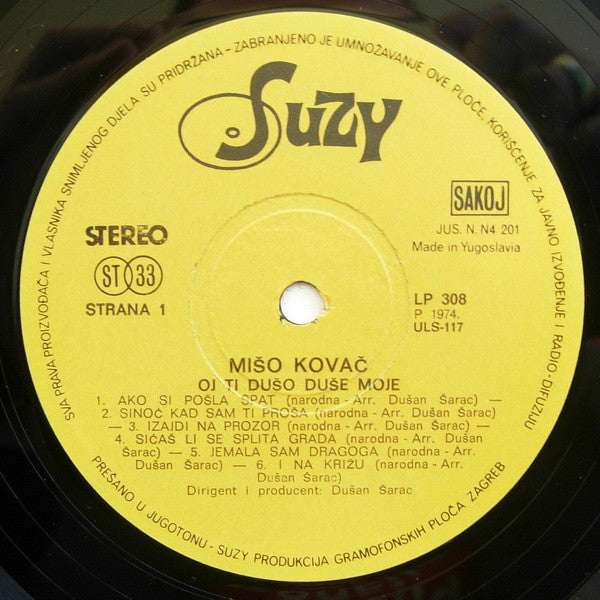 SVA PRAVA PROIZVOĐAČA I VLASNIKA SNIMLJENOG DJELA SU PRIDRŽANA - ZABRANJENO JE UMNOŽAVANJE OVE PLOČE, KORIŠĆENJE ZA JAVNO IZVOĐENJE I RADIO-DIFUZIJU
Suzy
SAKOJ
JUS. N. N4 201
Made in Yugoslavia
STEREO
ST 33
STRANA 1
LP 308
P 1974.
ULS-117
MIŠO KOVAČ
OJ TI DUŠO DUŠE MOJE
1. AKO SI POŠLA SPAT (narodna - Arr. Dušan Šarac) —
2. SINOĆ KAD SAM TI PROŠA (narodna - Arr. Dušan Šarac)
— 3. IZAJDI NA PROZOR (narodna - Arr. Dušan Šarac) —
4. SIĆAŠ LI SE SPLITA GRADA (narodna - Arr. Dušan
Šarac) — 5. JEMALA SAM DRAGOGA (narodna - Arr.
Dušan Šarac) — 6. I NA KRIŽU (narodna - Arr.
Dušan Šarac)
Dirigent i producent: Dušan Šarac
PREŠANO U JUGOTONU - SUZY PRODUKCIJA GRAMOFONSKIH PLOČA ZAGREB